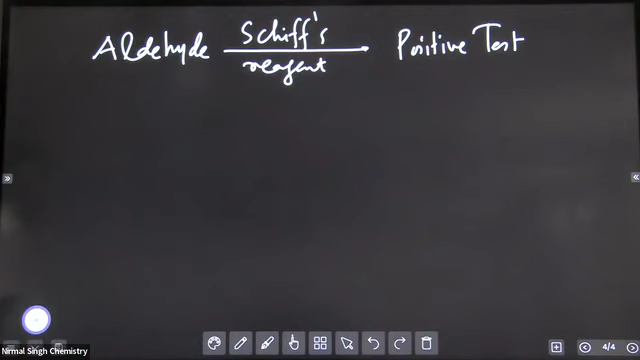 Aldehyde Schiff's reagent Positive Test
Nirmal Singh Chemistry
4/4